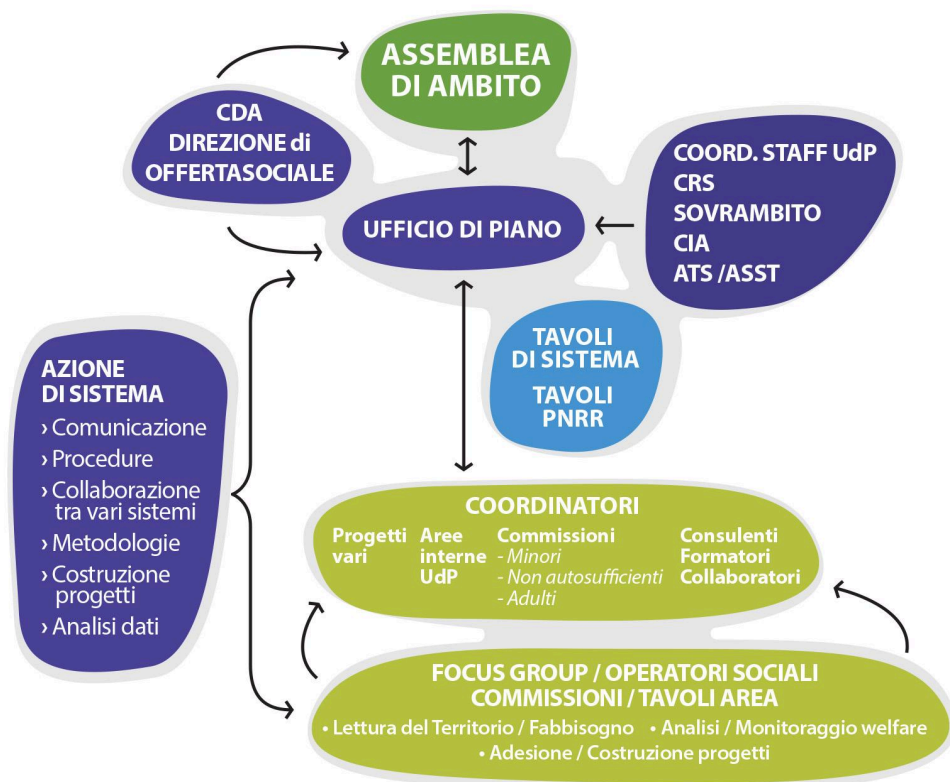 ASSEMBLEA
DI AMBITO
CDA
DIREZIONE di
OFFERTASOCIALE
COORD. STAFF UdP
CRS
SOVRAMBITO
CIA
ATS /ASST
UFFICIO DI PIANO
TAVOLI
DI SISTEMA
TAVOLI
PNRR
AZIONE
DI SISTEMA
› Comunicazione
› Procedure
› Collaborazione
tra vari sistemi
› Metodologie
› Costruzione
progetti
› Analisi dati
COORDINATORI
Progetti
vari
Aree
interne
UdP
Commissioni
- Minori
- Non autosufficienti
- Adulti
Consulenti
Formatori
Collaboratori
FOCUS GROUP / OPERATORI SOCIALI
COMMISSIONI / TAVOLI AREA
• Lettura del Territorio / Fabbisogno • Analisi / Monitoraggio welfare
• Adesione / Costruzione progetti